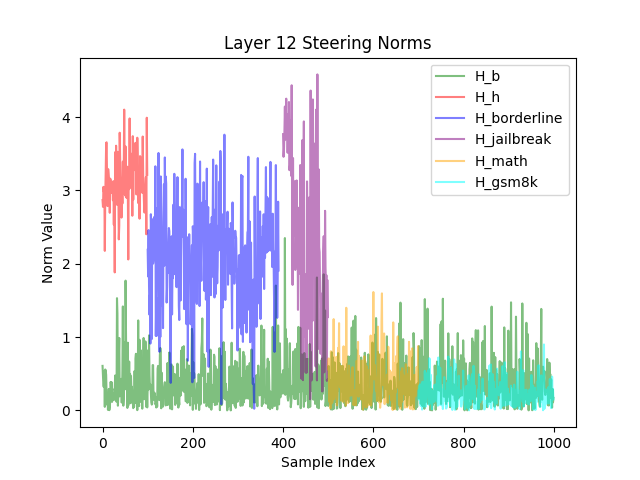 Layer 12 Steering Norms
H_b
H_h
H_borderline
H_jailbreak
H_math
H_gsm8k
Norm Value
4
3
2
1
0
0 200 400 600 800 1000
Sample Index